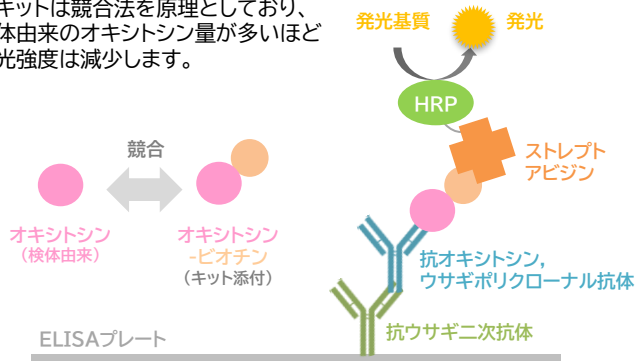 キットは競合法を原理としており、
体由来のオキシトシン量が多いほど
光強度は減少します。
発光基質
発光
HRP
ストレプト
アビジン
競合
オキシトシン
(検体由来)
オキシトシン
-ビオチン
(キット添付)
抗オキシトシン,
ウサギポリクローナル抗体
抗ウサギ二次抗体
ELISAプレート